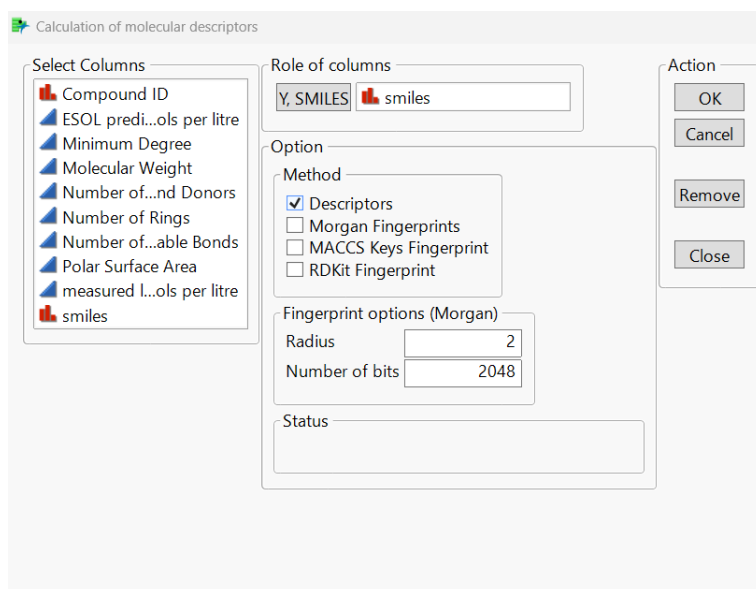 Calculation of molecular descriptors
Select Columns
Compound ID
ESOL predi...ols per litre
Minimum Degree
Molecular Weight
Number of...nd Donors
Number of Rings
Number of...able Bonds
Polar Surface Area
measured l...ols per litre
smiles
Role of columns
Y, SMILES smiles
Option
Method
Descriptors
Morgan Fingerprints
MACCS Keys Fingerprint
RDKit Fingerprint
Fingerprint options (Morgan)
Radius 2
Number of bits 2048
Status
Action
OK
Cancel
Remove
Close